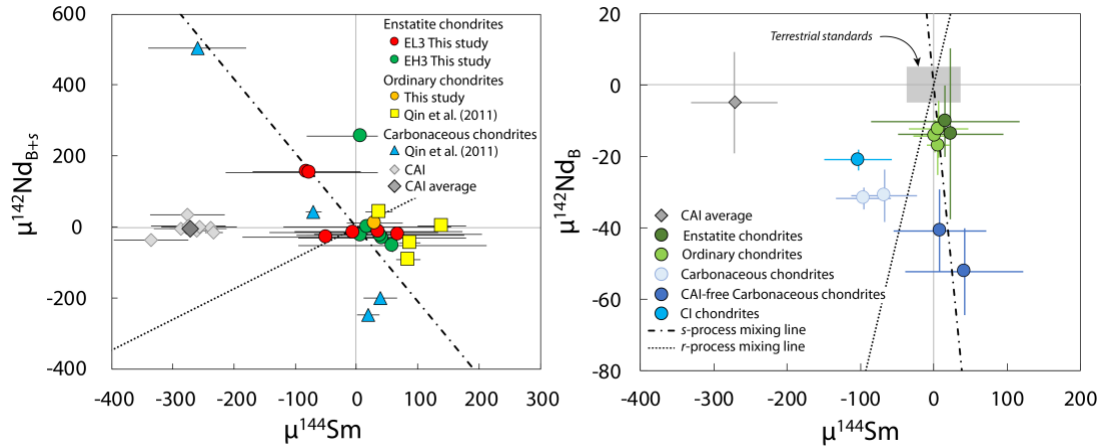 600
400
200
0
-200
-400
-400 -300 -200 -100 0 100 200 300
μ¹⁴²Nd_B+s
μ¹⁴⁴Sm
Enstatite chondrites
EL3 This study
EH3 This study
Ordinary chondrites
This study
Qin et al. (2011)
Carbonaceous chondrites
Qin et al. (2011)
CAI
CAI average
20
0
-20
-40
-60
-80
-400 -300 -200 -100 0 100 200
μ¹⁴²Nd_B
μ¹⁴⁴Sm
Terrestrial standards
CAI average
Enstatite chondrites
Ordinary chondrites
Carbonaceous chondrites
CAI-free Carbonaceous chondrites
CI chondrites
s-process mixing line
r-process mixing line